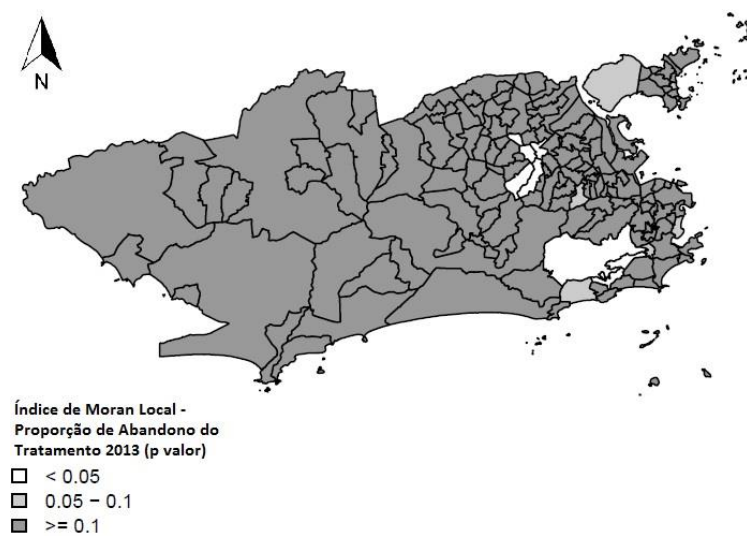 N
Índice de Moran Local -
Proporção de Abandono do
Tratamento 2013 (p valor)
< 0.05
0.05 − 0.1
>= 0.1